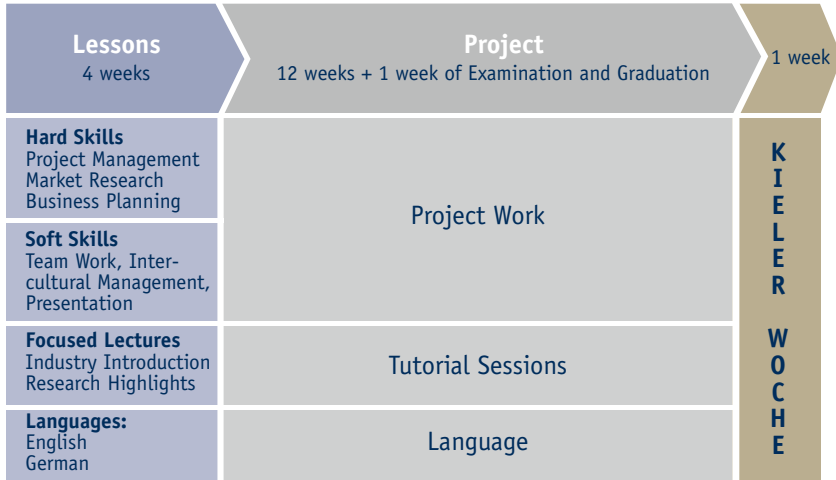 Lessons
4 weeks
Project
12 weeks + 1 week of Examination and Graduation
1 week
Hard Skills
Project Management
Market Research
Business Planning
Soft Skills
Team Work, Inter-
cultural Management,
Presentation
Focused Lectures
Industry Introduction
Research Highlights
Languages:
English
German
Project Work
Tutorial Sessions
Language
KIELER WOCHE